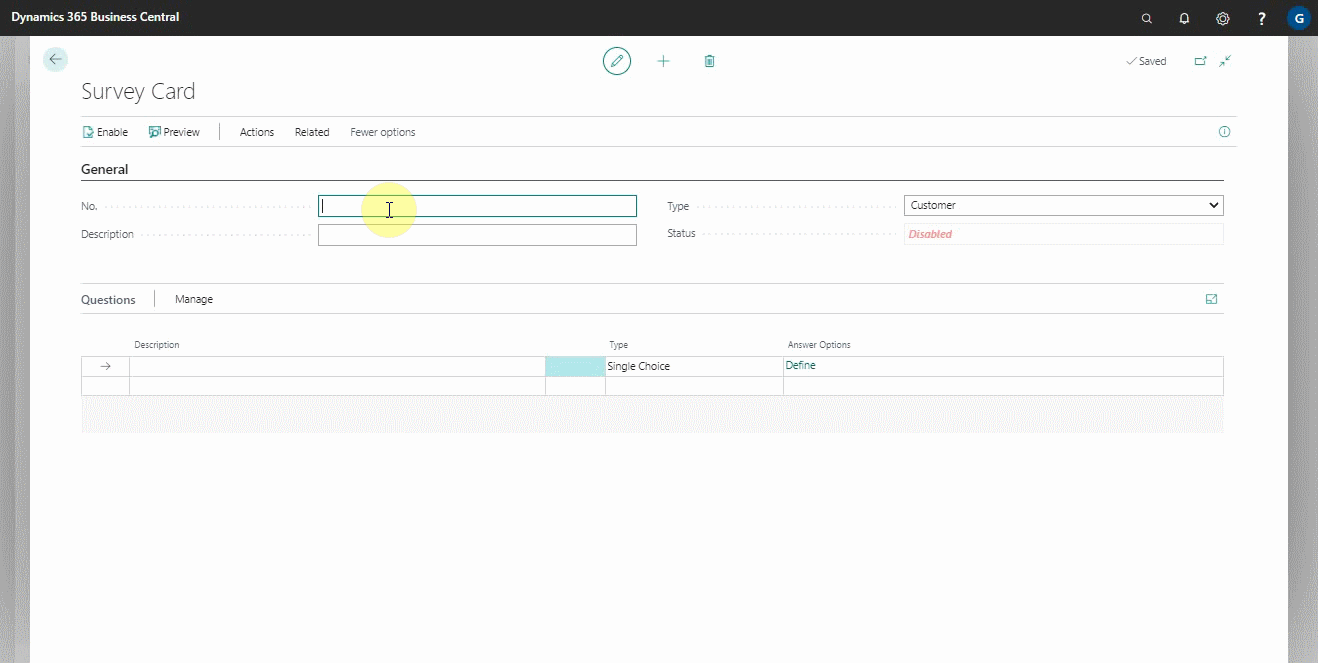 Dynamics 365 Business Central
? G
Saved
Survey Card
Enable Preview Actions Related Fewer options
General
No. Type Customer
Description Status Disabled
Questions Manage
Description Type Answer Options
Single Choice Define